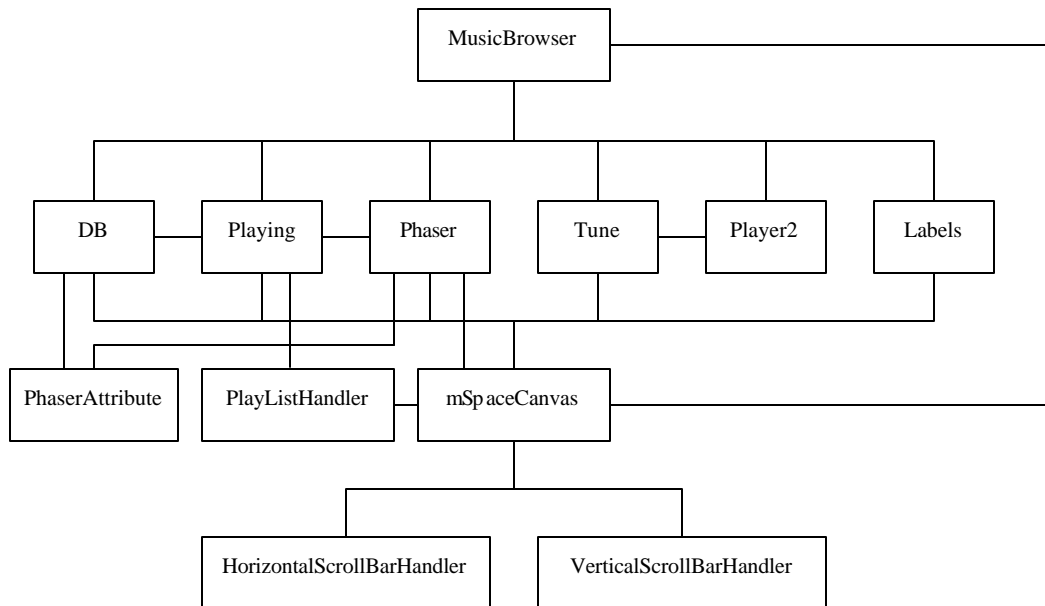 MusicBrowser
DB
Playing
Phaser
Tune
Player2
Labels
PhaserAttribute
PlayListHandler
mSpaceCanvas
HorizontalScrollBarHandler
VerticalScrollBarHandler